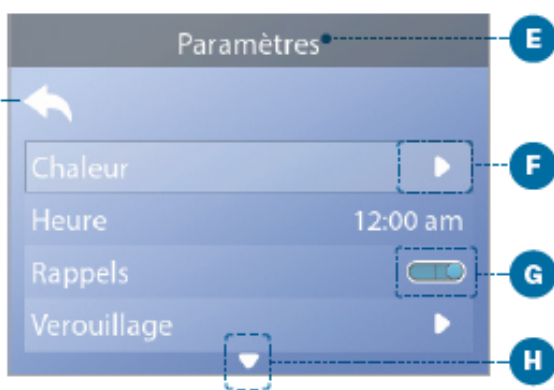 Paramètres E
Chaleur F
Heure 12:00 am
Rappels G
Verouillage
H